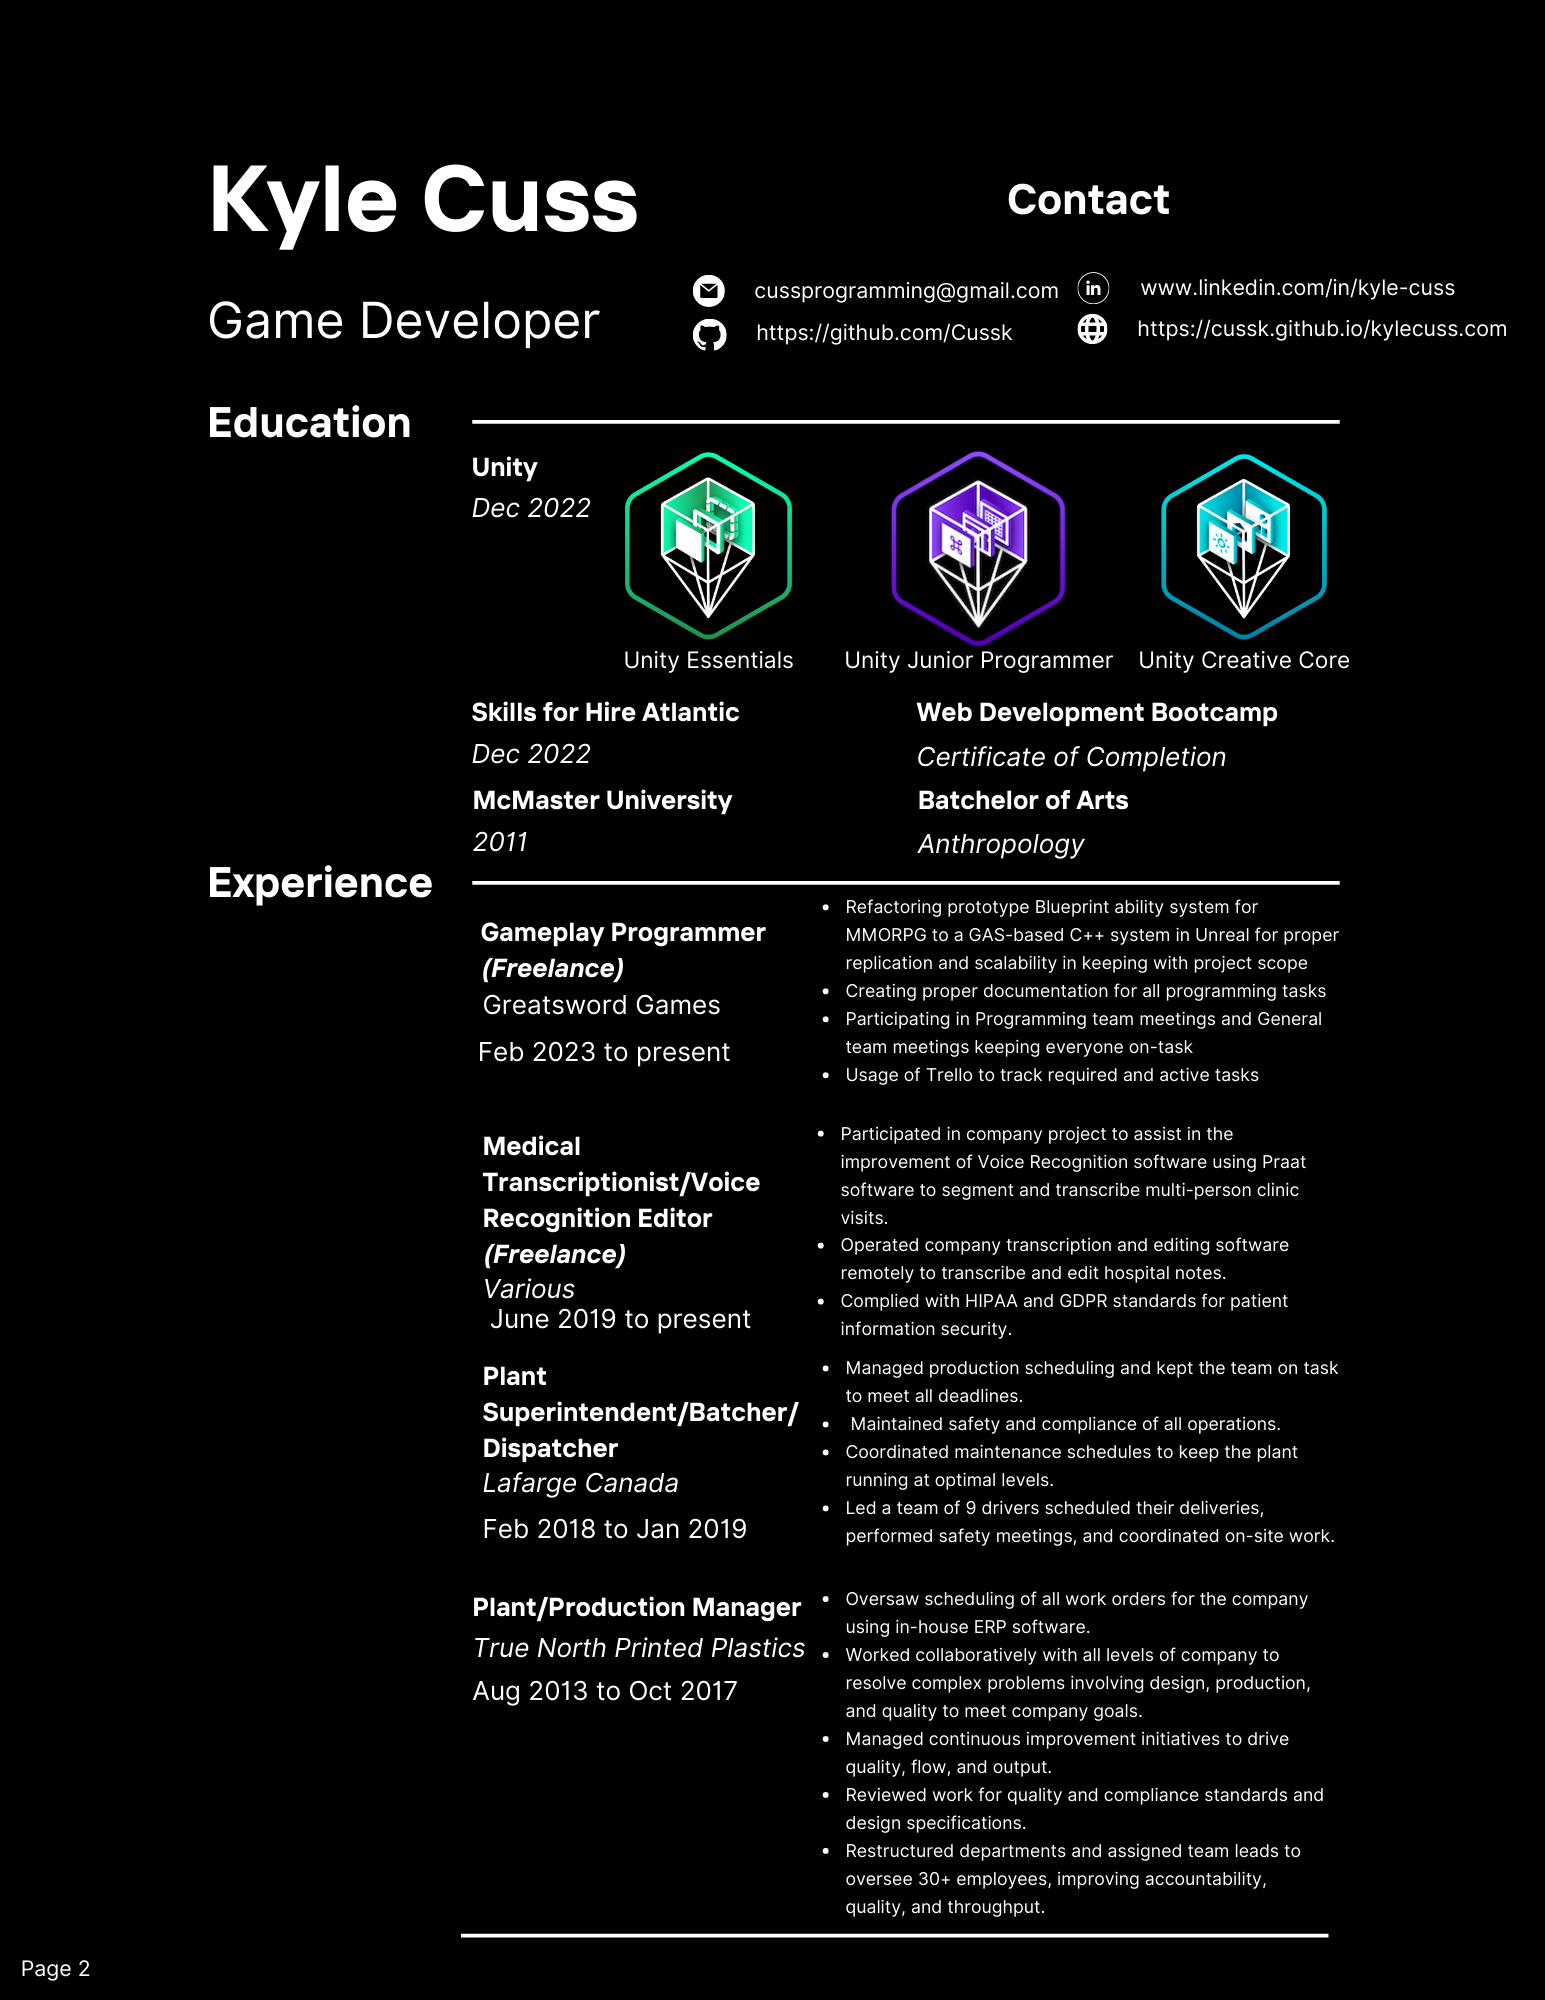 Kyle Cuss
Game Developer
Contact
cussprogramming@gmail.com
www.linkedin.com/in/kyle-cuss
https://github.com/Cussk
https://cussk.github.io/kylecuss.com
Education
Unity
Dec 2022
Unity Essentials
Unity Junior Programmer
Unity Creative Core
Skills for Hire Atlantic
Dec 2022
Web Development Bootcamp
Certificate of Completion
McMaster University
2011
Batchelor of Arts
Anthropology
Experience
Gameplay Programmer
(Freelance)
Greatsword Games
Feb 2023 to present
• Refactoring prototype Blueprint ability system for
MMORPG to a GAS-based C++ system in Unreal for proper
replication and scalability in keeping with project scope
• Creating proper documentation for all programming tasks
• Participating in Programming team meetings and General
team meetings keeping everyone on-task
• Usage of Trello to track required and active tasks
Medical
Transcriptionist/Voice
Recognition Editor
(Freelance)
Various
June 2019 to present
• Participated in company project to assist in the
improvement of Voice Recognition software using Praat
software to segment and transcribe multi-person clinic
visits.
• Operated company transcription and editing software
remotely to transcribe and edit hospital notes.
• Complied with HIPAA and GDPR standards for patient
information security.
Plant
Superintendent/Batcher/
Dispatcher
Lafarge Canada
Feb 2018 to Jan 2019
• Managed production scheduling and kept the team on task
to meet all deadlines.
• Maintained safety and compliance of all operations.
• Coordinated maintenance schedules to keep the plant
running at optimal levels.
• Led a team of 9 drivers scheduled their deliveries,
performed safety meetings, and coordinated on-site work.
Plant/Production Manager
True North Printed Plastics
Aug 2013 to Oct 2017
• Oversaw scheduling of all work orders for the company
using in-house ERP software.
• Worked collaboratively with all levels of company to
resolve complex problems involving design, production,
and quality to meet company goals.
• Managed continuous improvement initiatives to drive
quality, flow, and output.
• Reviewed work for quality and compliance standards and
design specifications.
• Restructured departments and assigned team leads to
oversee 30+ employees, improving accountability,
quality, and throughput.
Page 2